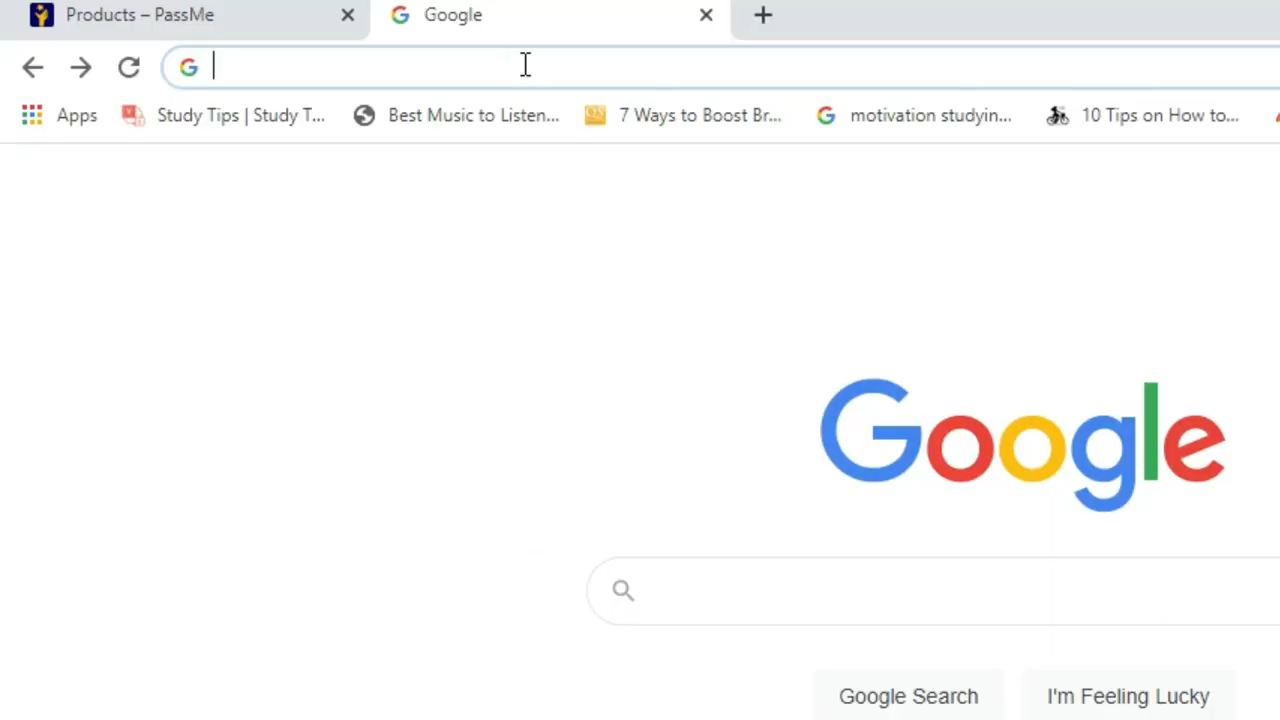 Products – PassMe
Google
Apps
Study Tips | Study T...
Best Music to Listen...
7 Ways to Boost Br...
motivation studyin...
10 Tips on How to...
Google
Google Search
I'm Feeling Lucky